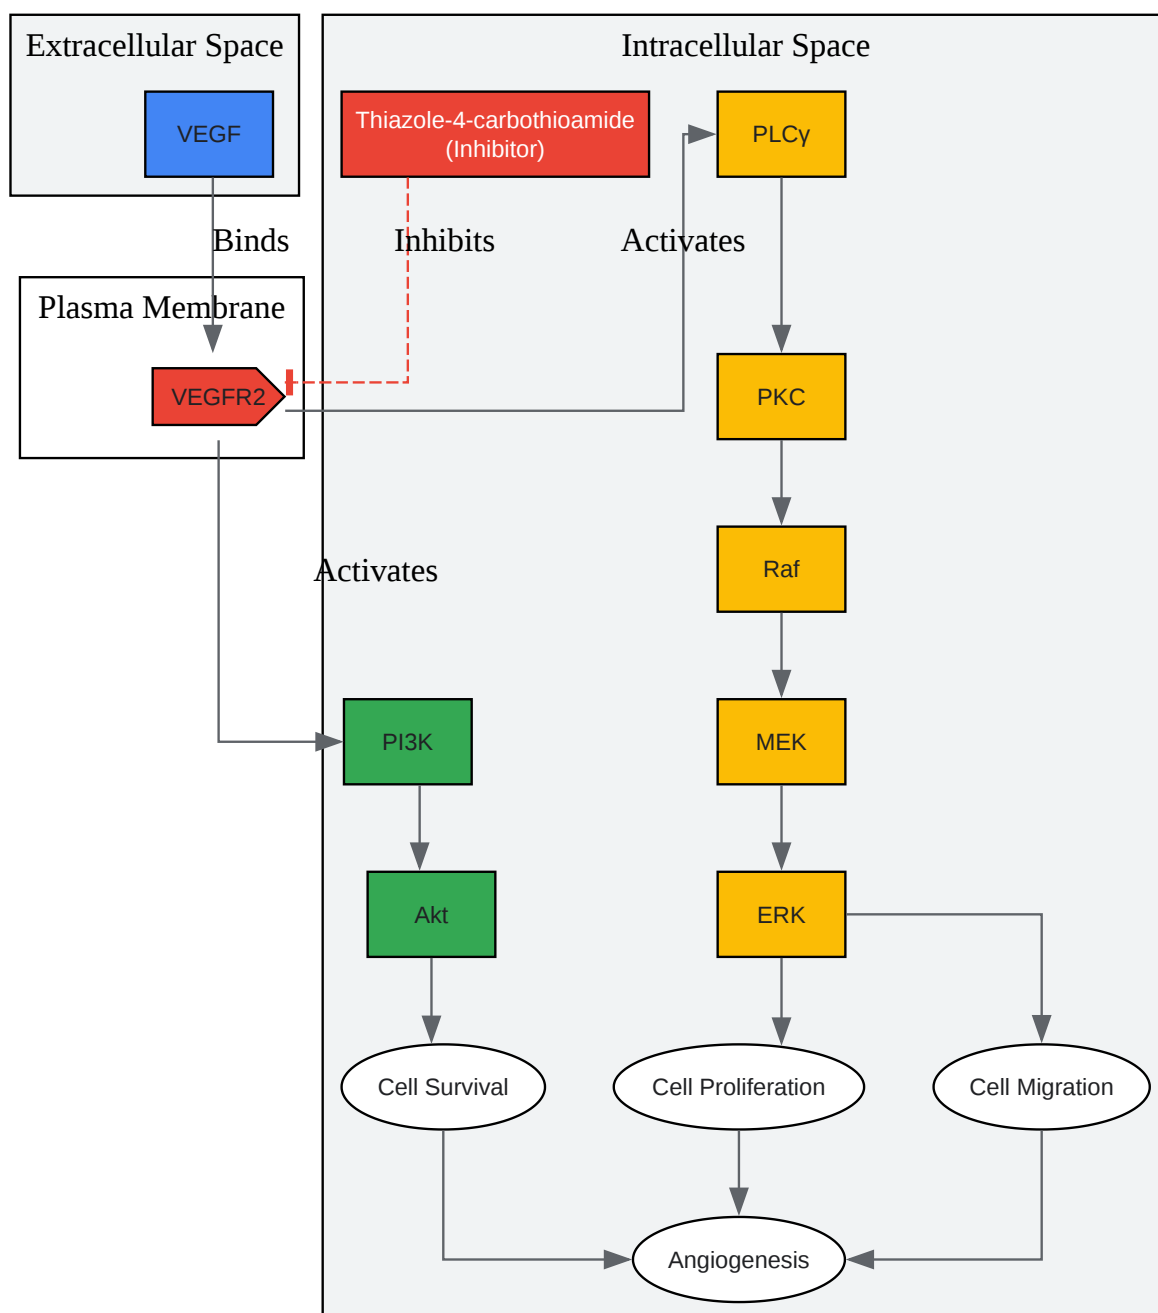 Extracellular Space
Intracellular Space
VEGF
Thiazole-4-carbothioamide
(Inhibitor)
PLCγ
Binds
Inhibits
Activates
Plasma Membrane
VEGFR2
PKC
Raf
Activates
PI3K
MEK
Akt
ERK
Cell Survival
Cell Proliferation
Cell Migration
Angiogenesis